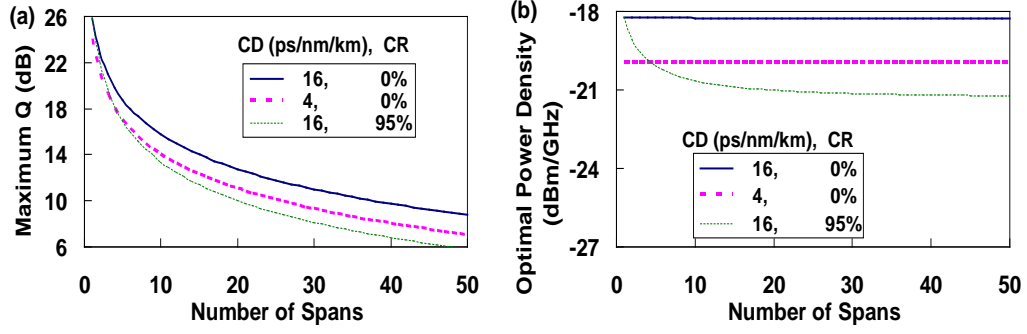 (a)
Maximum Q (dB)
26
22
18
14
10
6
CD (ps/nm/km), CR
16, 0%
4, 0%
16, 95%
0 10 20 30 40 50
Number of Spans
(b)
Optimal Power Density
(dBm/GHz)
-18
-21
-24
-27
CD (ps/nm/km), CR
16, 0%
4, 0%
16, 95%
0 10 20 30 40 50
Number of Spans